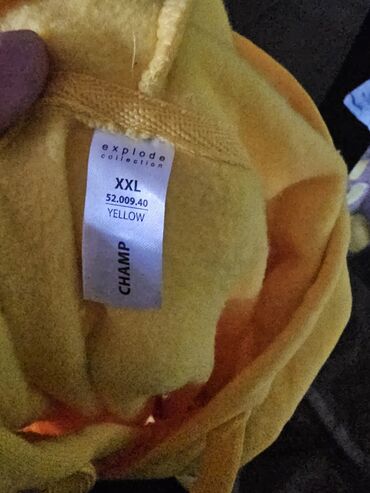 explode
collection
XXL
52.009.40
YELLOW
CHAMP